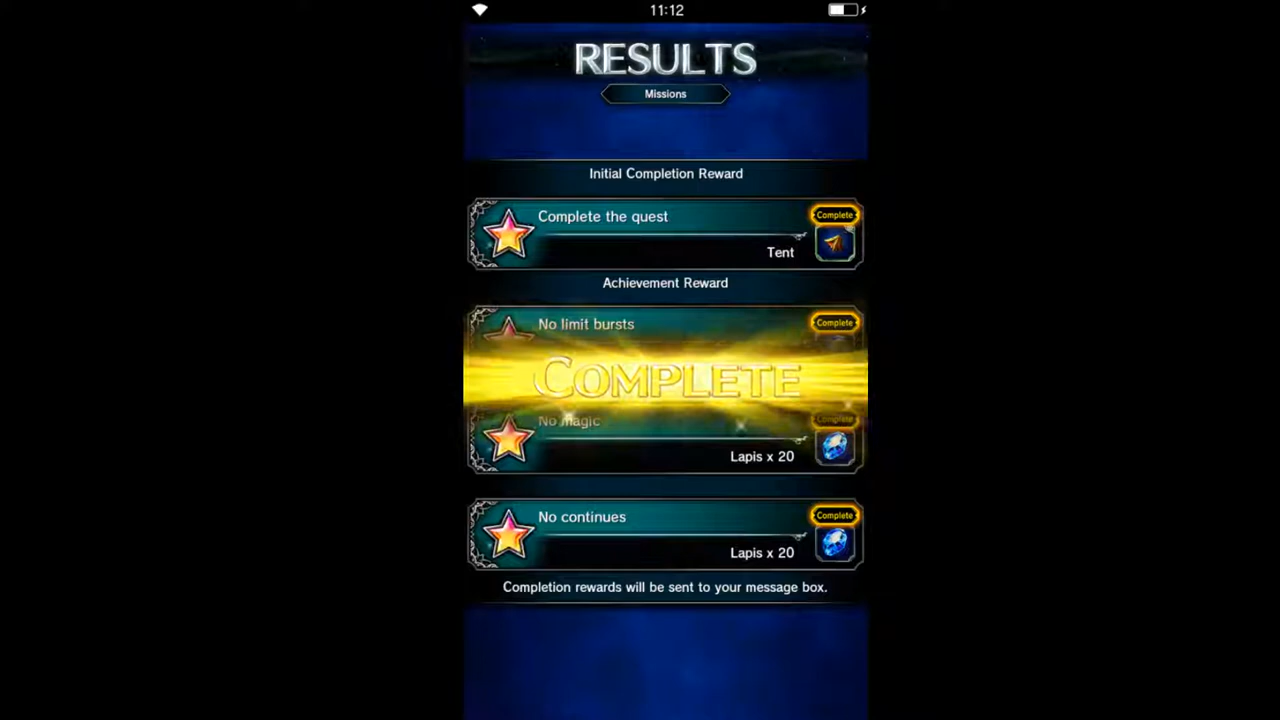 11:12
RESULTS
Missions
Initial Completion Reward
Complete the quest
Complete
Tent
Achievement Reward
No limit bursts
Complete
COMPLETE
No magic
Complete
Lapis x 20
No continues
Complete
Lapis x 20
Completion rewards will be sent to your message box.